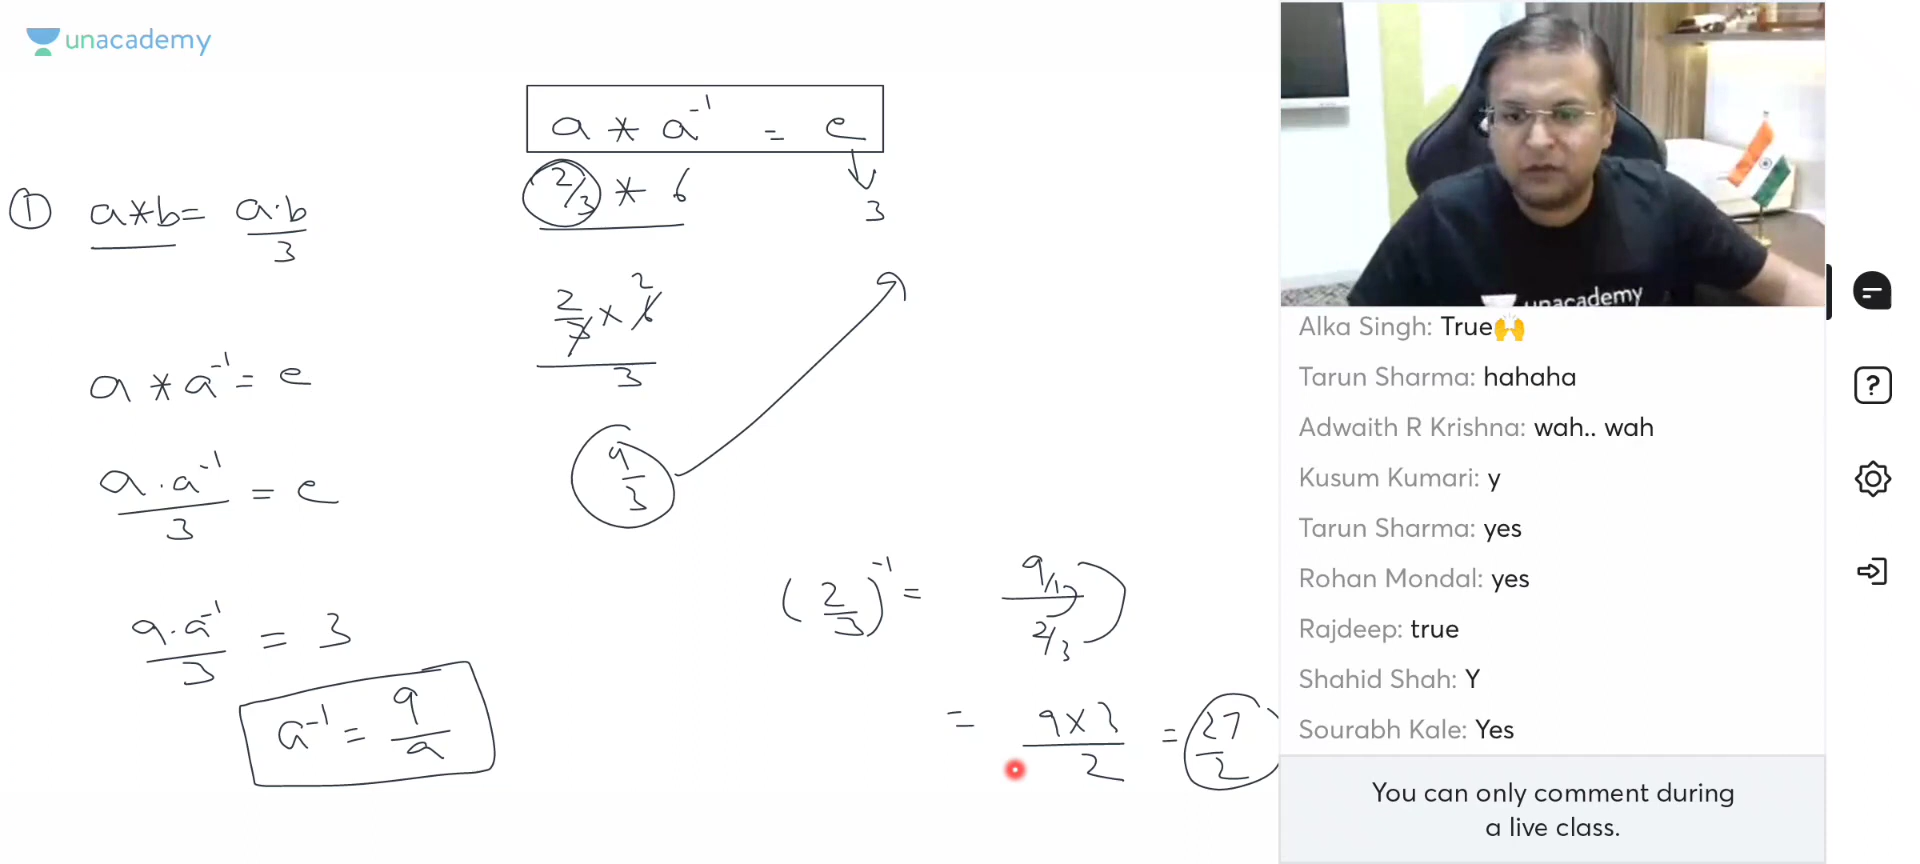 unacademy
a * a⁻¹ = e
2/3 * 6
3
① a*b = a·b/3
2/3 × 6 2
3
a * a⁻¹ = e
a·a⁻¹/3 = e
9/3
(2/3)⁻¹ = 9/
2/3
a·a⁻¹/3 = 3
a⁻¹ = 9/a
= 9×3/2 = 27/2
unacademy
Alka Singh: True🙌
Tarun Sharma: hahaha
Adwaith R Krishna: wah.. wah
Kusum Kumari: y
Tarun Sharma: yes
Rohan Mondal: yes
Rajdeep: true
Shahid Shah: Y
Sourabh Kale: Yes
You can only comment during
a live class.